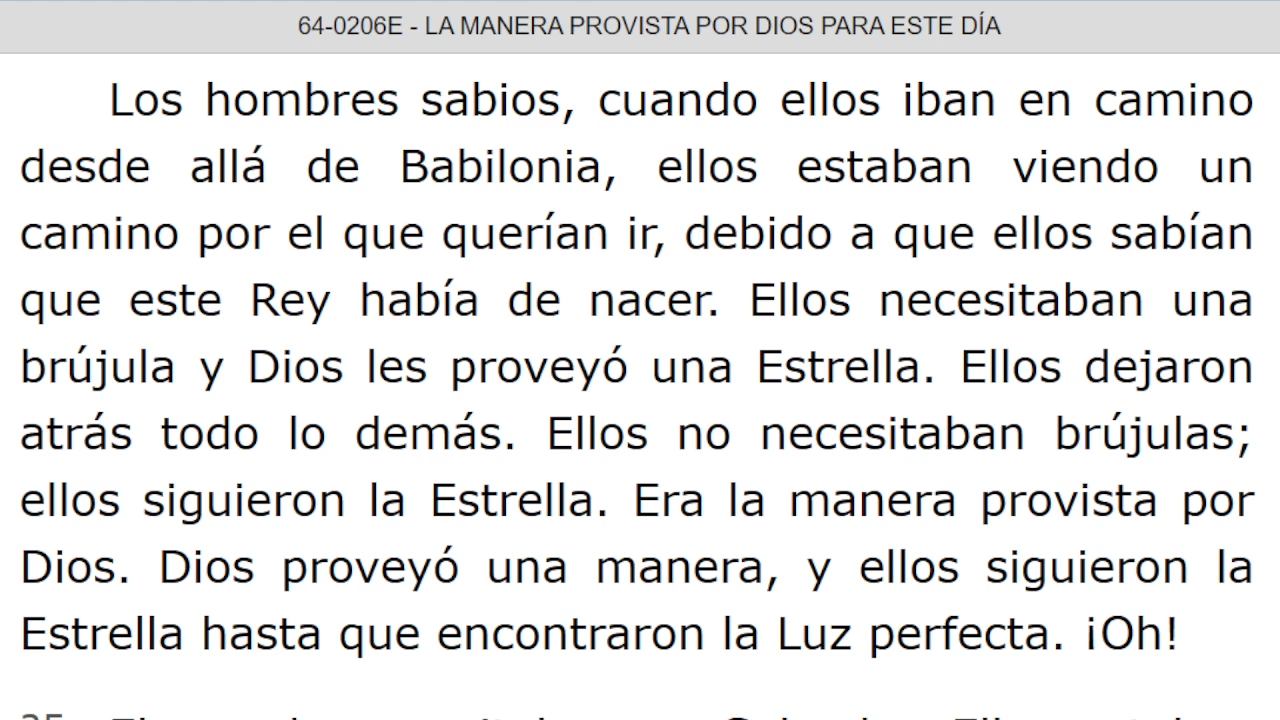 64-0206E - LA MANERA PROVISTA POR DIOS PARA ESTE DÍA
Los hombres sabios, cuando ellos iban en camino
desde allá de Babilonia, ellos estaban viendo un
camino por el que querían ir, debido a que ellos sabían
que este Rey había de nacer. Ellos necesitaban una
brújula y Dios les proveyó una Estrella. Ellos dejaron
atrás todo lo demás. Ellos no necesitaban brújulas;
ellos siguieron la Estrella. Era la manera provista por
Dios. Dios proveyó una manera, y ellos siguieron la
Estrella hasta que encontraron la Luz perfecta. ¡Oh!